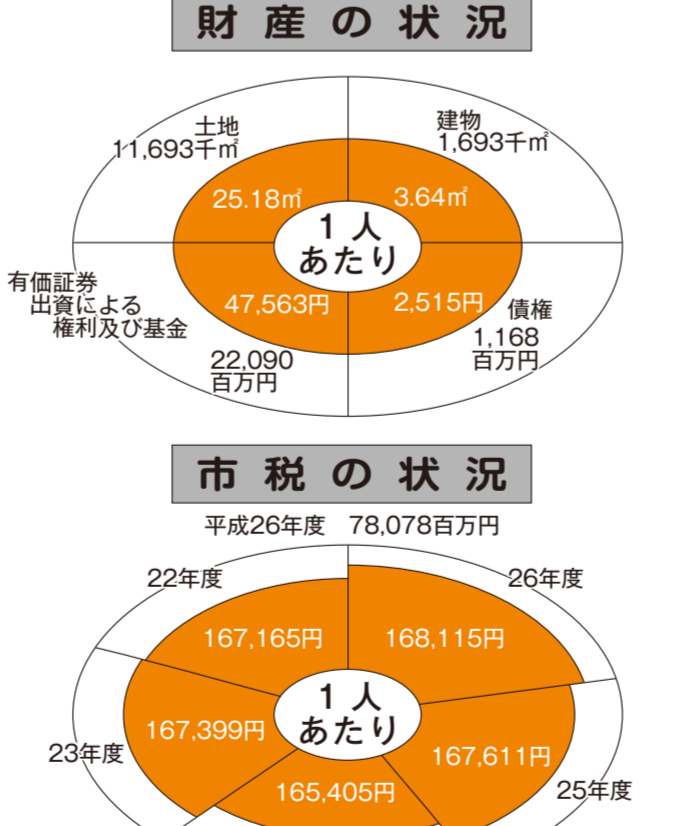 財産の状況
土地
11,693千㎡
建物
1,693千㎡
25.18㎡
3.64㎡
1人
あたり
有価証券
出資による
権利及び基金
47,563円
2,515円
債権
1,168
百万円
22,090
百万円
市税の状況
平成26年度 78,078百万円
22年度
26年度
167,165円
168,115円
1人
あたり
167,399円
167,611円
23年度
165,405円
25年度